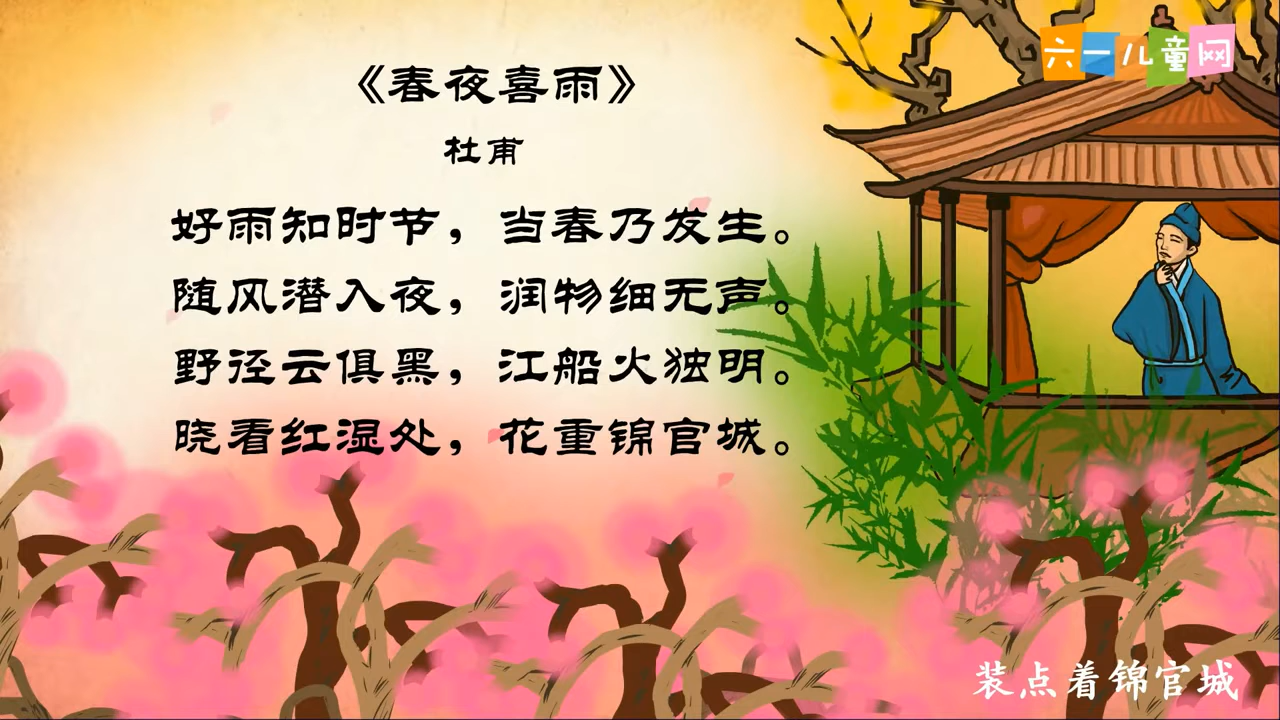 六一儿童网
《春夜喜雨》
杜甫
好雨知时节，当春乃发生。
随风潜入夜，润物细无声。
野径云俱黑，江船火独明。
晓看红湿处，花重锦官城。
装点着锦官城